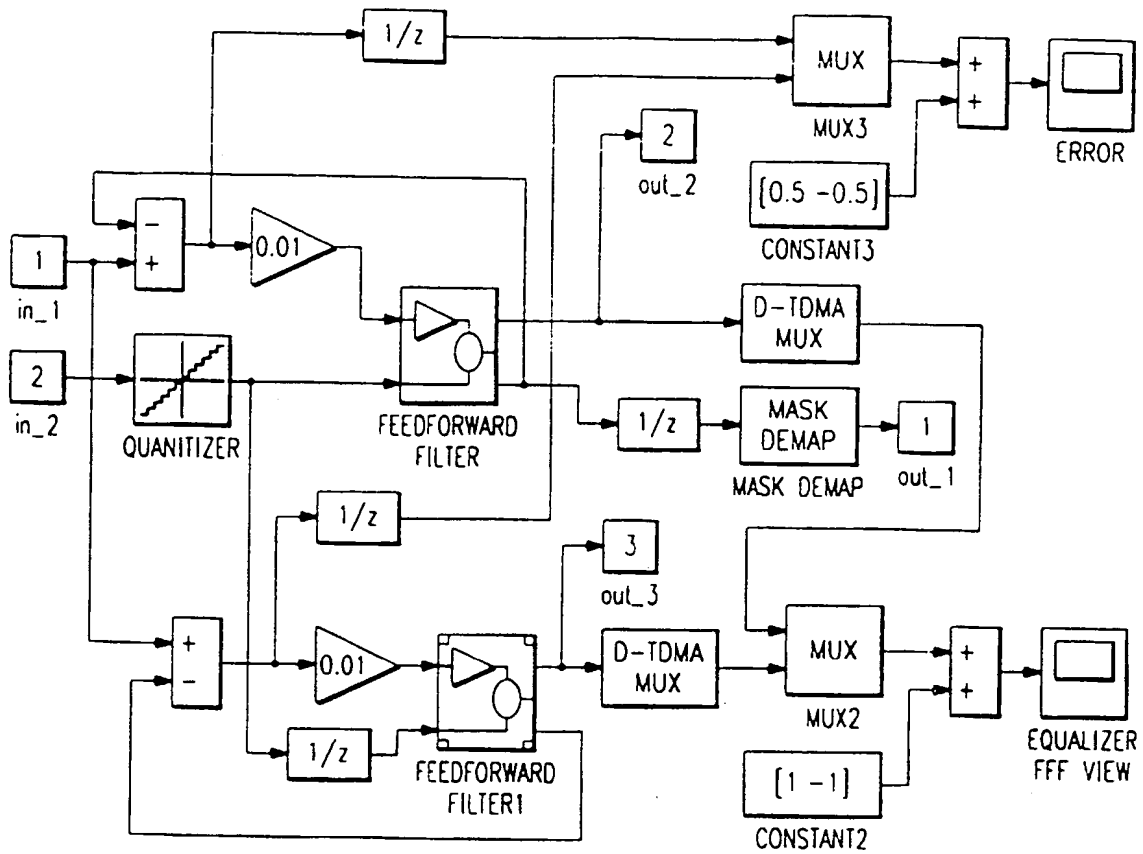 1/z
MUX
MUX3
+
+
ERROR
2
out_2
[0.5 -0.5]
CONSTANT3
-
+
0.01
1
in_1
2
in_2
QUANITIZER
FEEDFORWARD
FILTER
D-TDMA
MUX
1/z
MASK
DEMAP
MASK DEMAP
1
out_1
1/z
3
out_3
+
-
0.01
1/z
FEEDFORWARD
FILTER1
D-TDMA
MUX
MUX
MUX2
+
+
EQUALIZER
FFF VIEW
[1 -1]
CONSTANT2